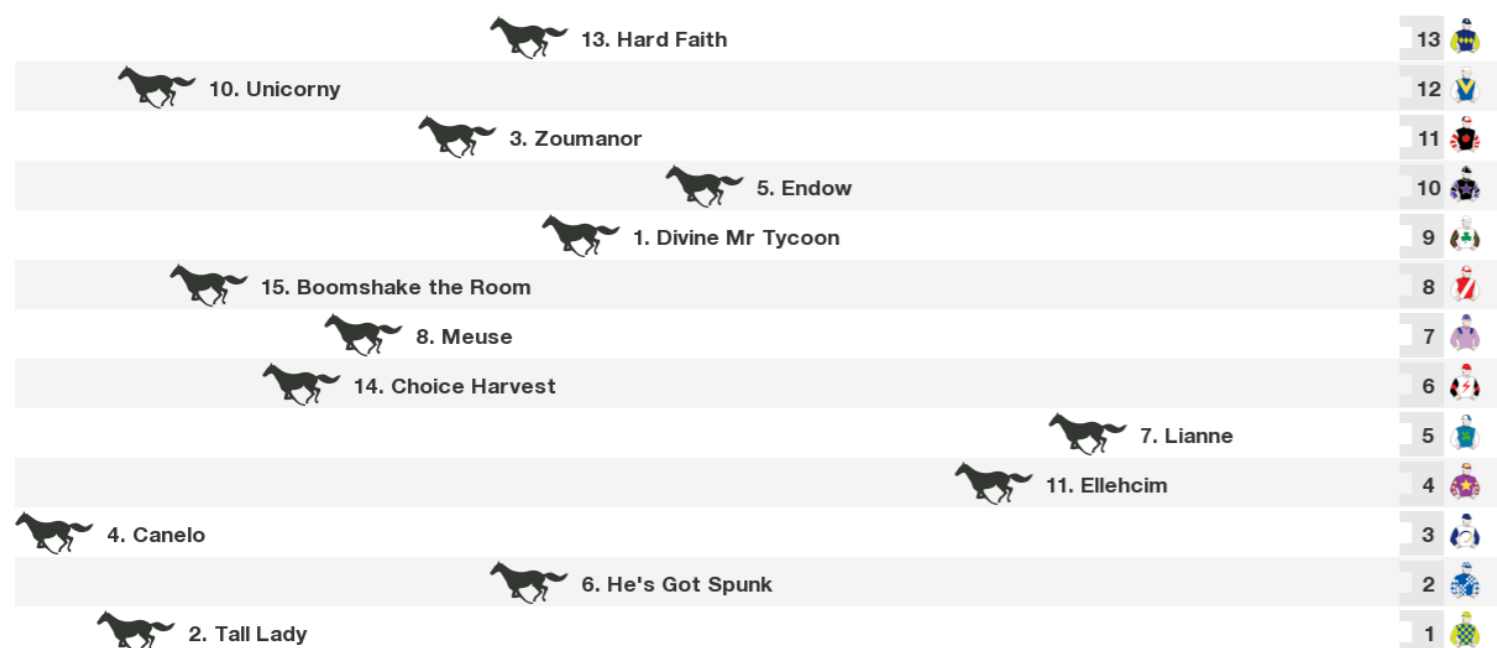 13. Hard Faith 13
10. Unicorny 12
3. Zoumanor 11
5. Endow 10
1. Divine Mr Tycoon 9
15. Boomshake the Room 8
8. Meuse 7
14. Choice Harvest 6
7. Lianne 5
11. Ellehcim 4
4. Canelo 3
6. He's Got Spunk 2
2. Tall Lady 1